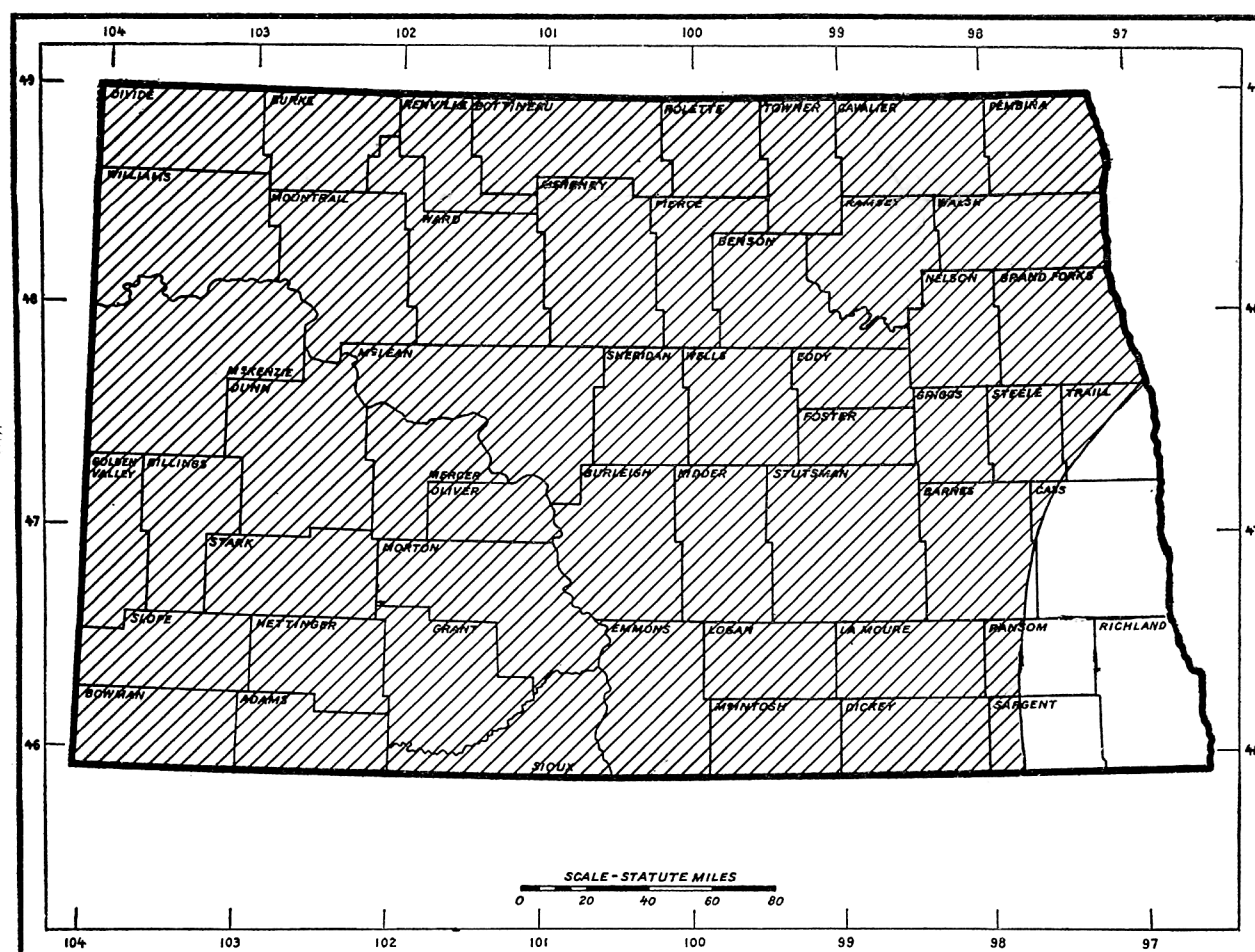 104 103 102 101 100 99 98 97
49
DIVIDE BURKE RENVILLE BOTTINEAU ROLETTE TOWNER CAVALIER PEMBINA
WILLIAMS MOUNTRAIL WARD MCHENRY PIERCE RAMSEY WALSH
BENSON
NELSON GRAND FORKS
48
MCLEAN SHERIDAN WELLS EDDY
MCKENZIE
DUNN
GRIGGS STEELE TRAILL
FOSTER
GOLDEN
VALLEY
BILLINGS MERCER BURLEIGH KIDDER STUTSMAN
OLIVER BARNES CASS
47
STARK MORTON
SLOPE HETTINGER GRANT EMMONS LOGAN LA MOURE RANSOM RICHLAND
BOWMAN ADAMS MCINTOSH DICKEY SARGENT
46
SIOUX
SCALE - STATUTE MILES
0 20 40 60 80
104 103 102 101 100 99 98 97